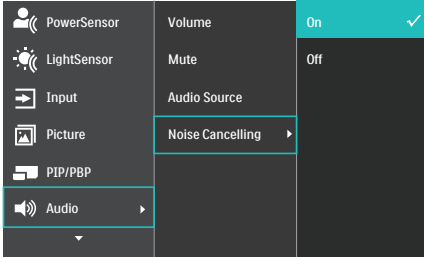 PowerSensor
LightSensor
Input
Picture
PIP/PBP
Audio
Volume
Mute
Audio Source
Noise Cancelling
On
Off